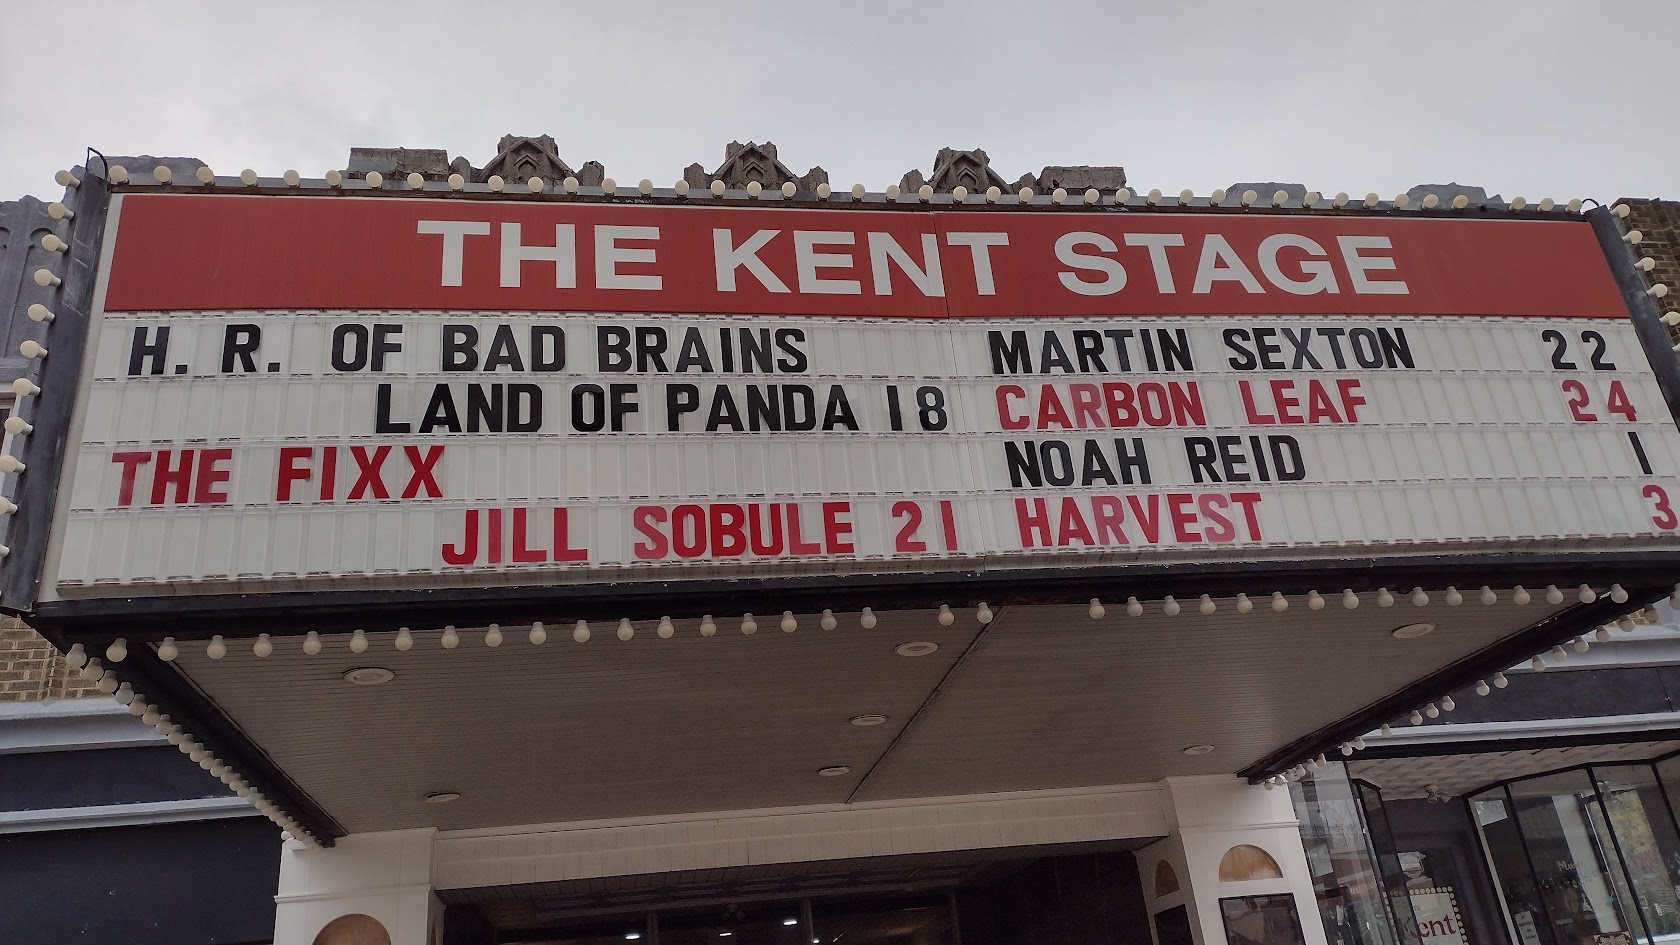 THE KENT STAGE
H. R. OF BAD BRAINS
LAND OF PANDA 18
THE FIXX
JILL SOBULE 21
MARTIN SEXTON 22
CARBON LEAF 24
NOAH REID 1
HARVEST 3